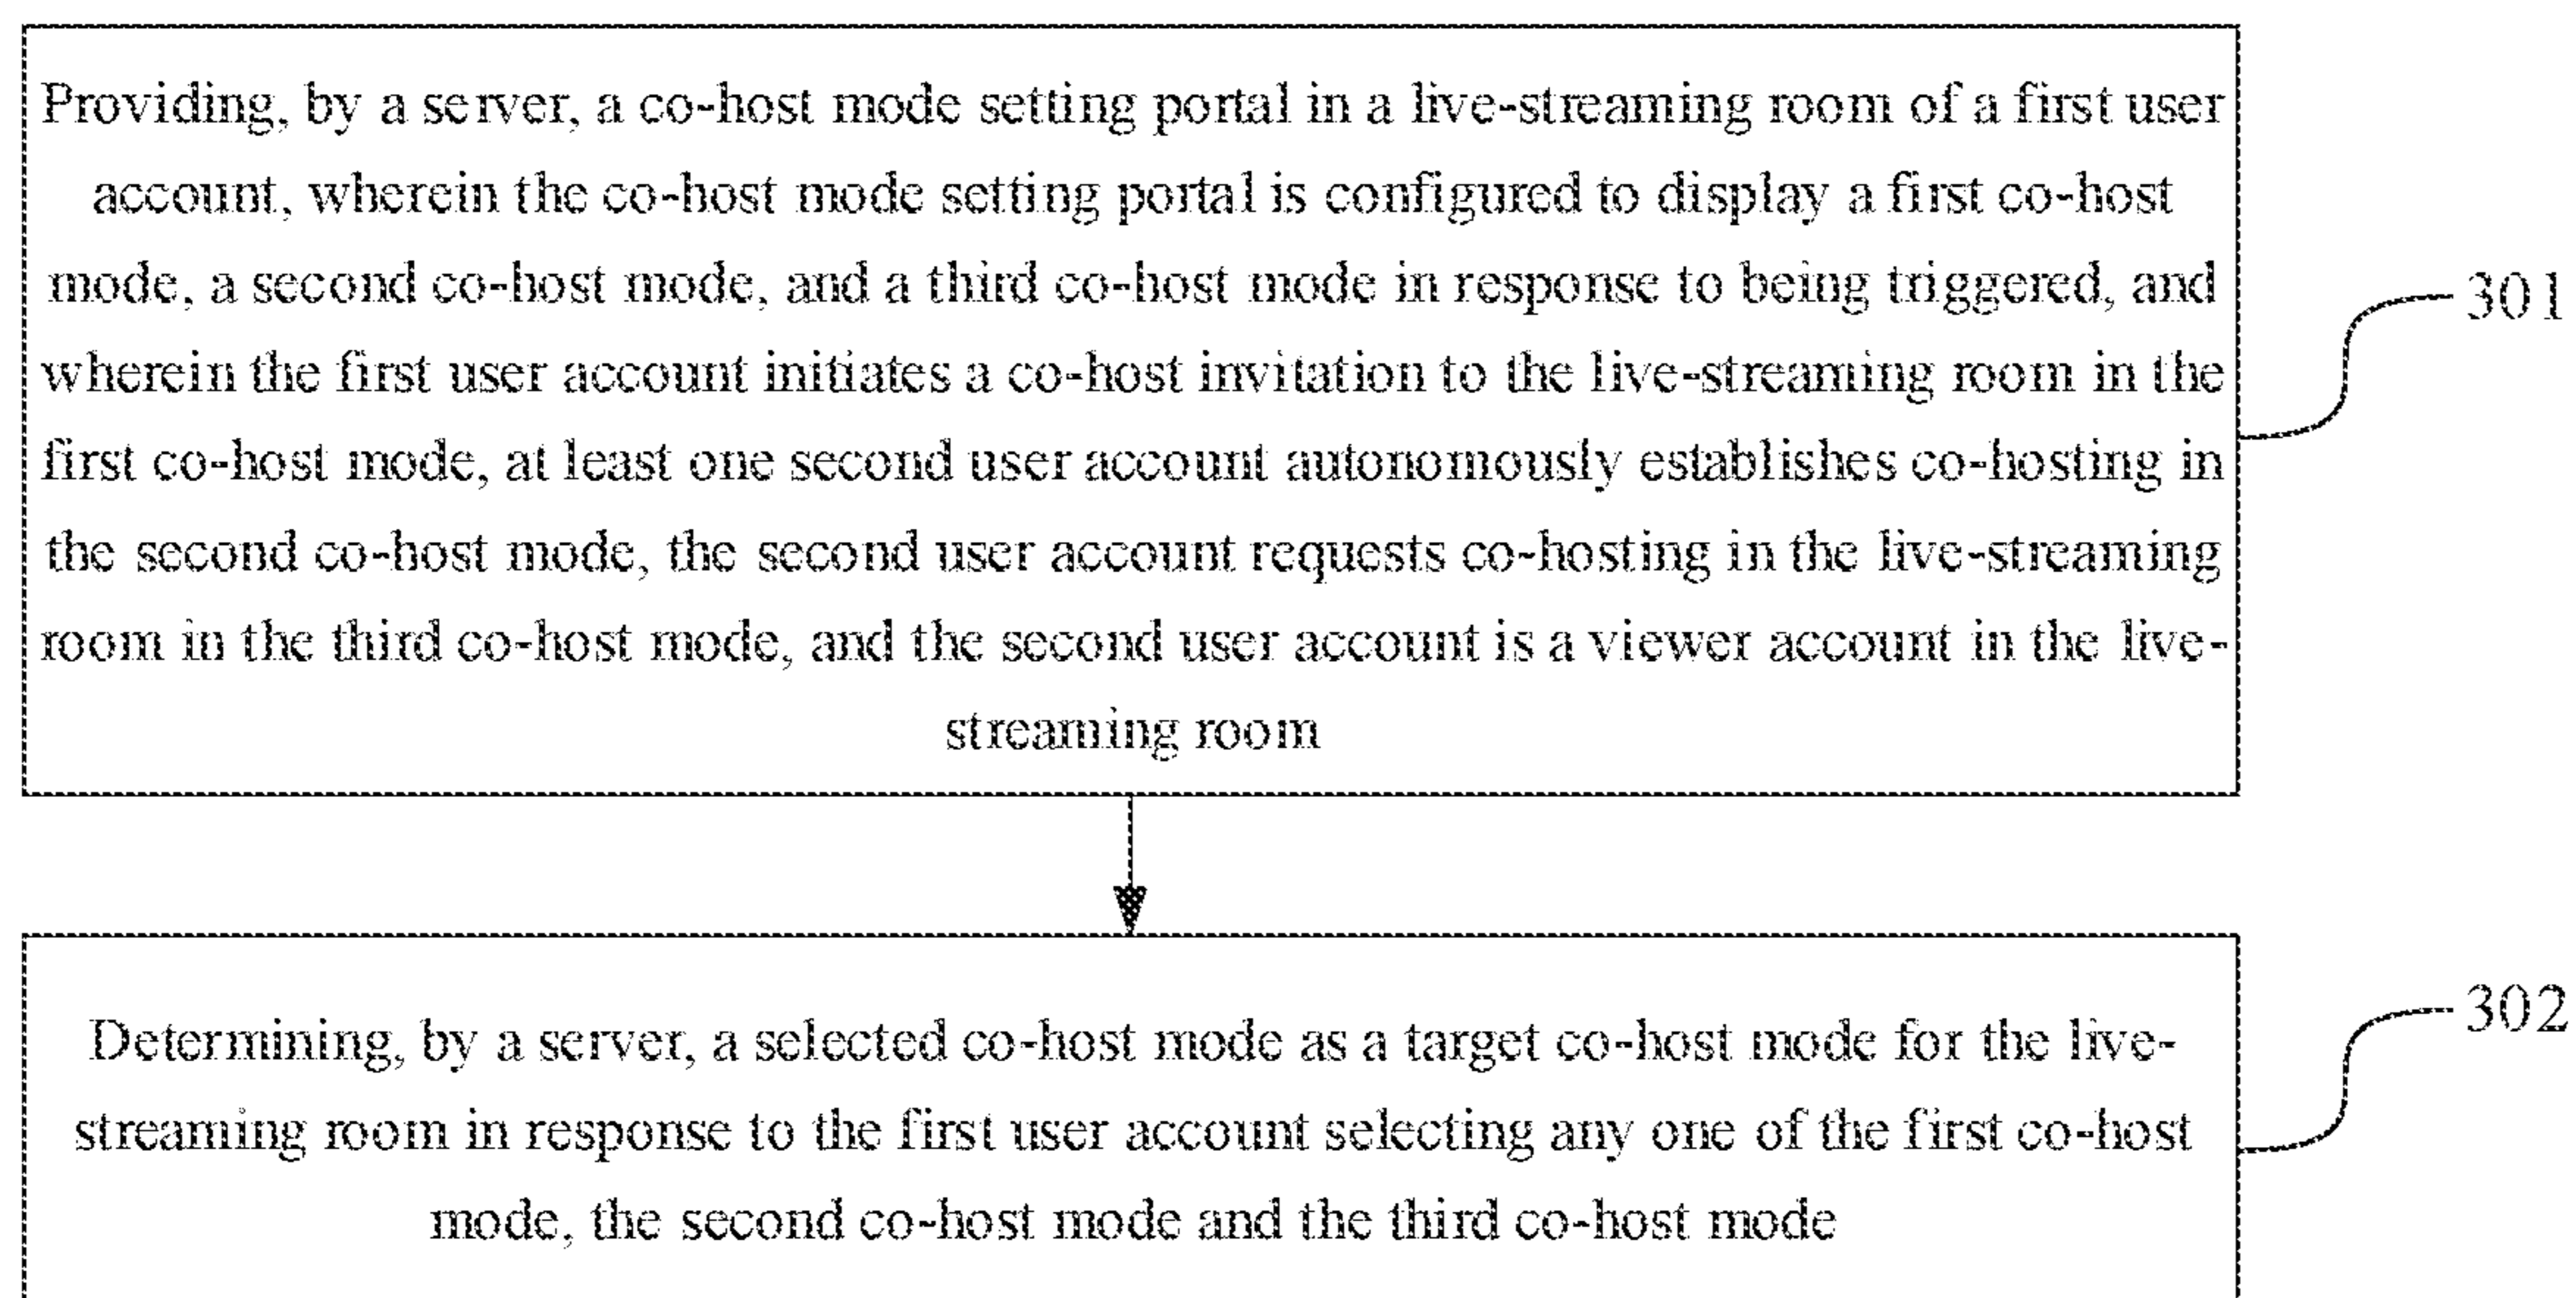 Providing, by a server, a co-host mode setting portal in a live-streaming room of a first user
account, wherein the co-host mode setting portal is configured to display a first co-host
mode, a second co-host mode, and a third co-host mode in response to being triggered, and
wherein the first user account initiates a co-host invitation to the live-streaming room in the
first co-host mode, at least one second user account autonomously establishes co-hosting in
the second co-host mode, the second user account requests co-hosting in the live-streaming
room in the third co-host mode, and the second user account is a viewer account in the live-
streaming room
301
Determining, by a server, a selected co-host mode as a target co-host mode for the live-
streaming room in response to the first user account selecting any one of the first co-host
mode, the second co-host mode and the third co-host mode
302